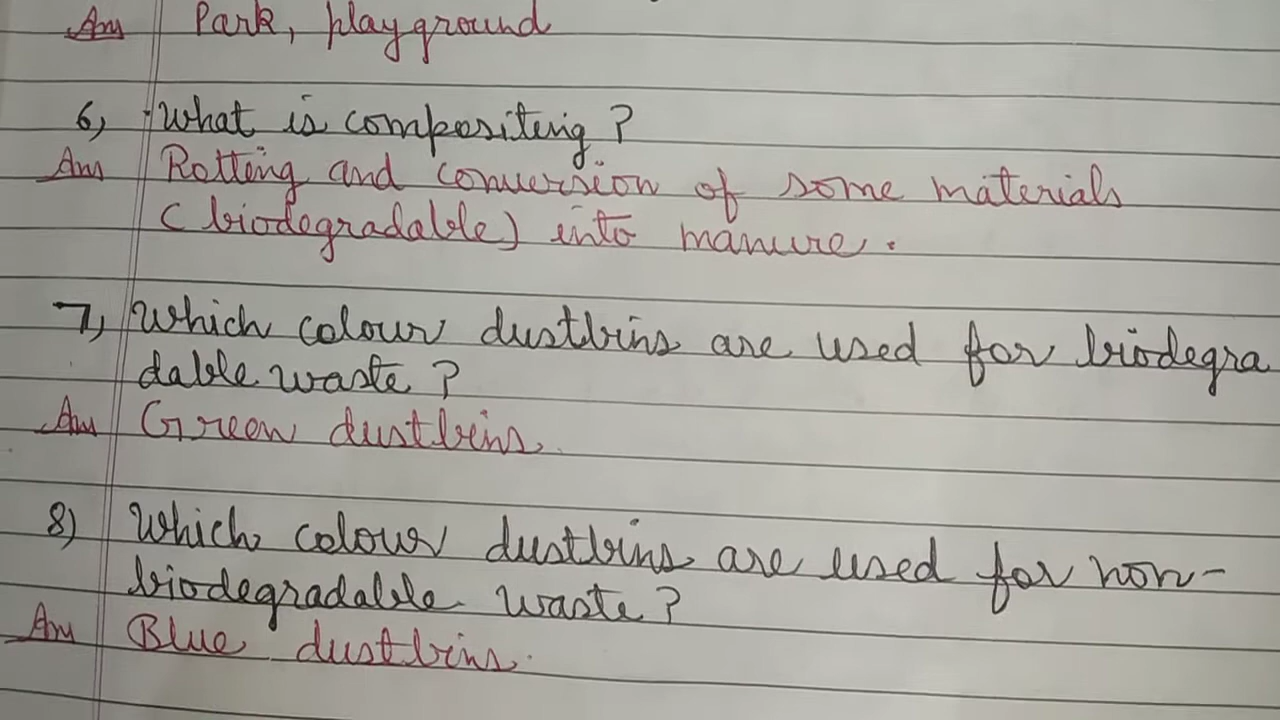 Ans Park, playground
6) What is compositing ?
Ans Rotting and conversion of some materials
(biodegradable) into manure.
7) Which colour dustbins are used for biodegra
dable waste ?
Ans Green dustbins.
8) Which colour dustbins are used for non-
biodegradable waste ?
Ans Blue dustbins.